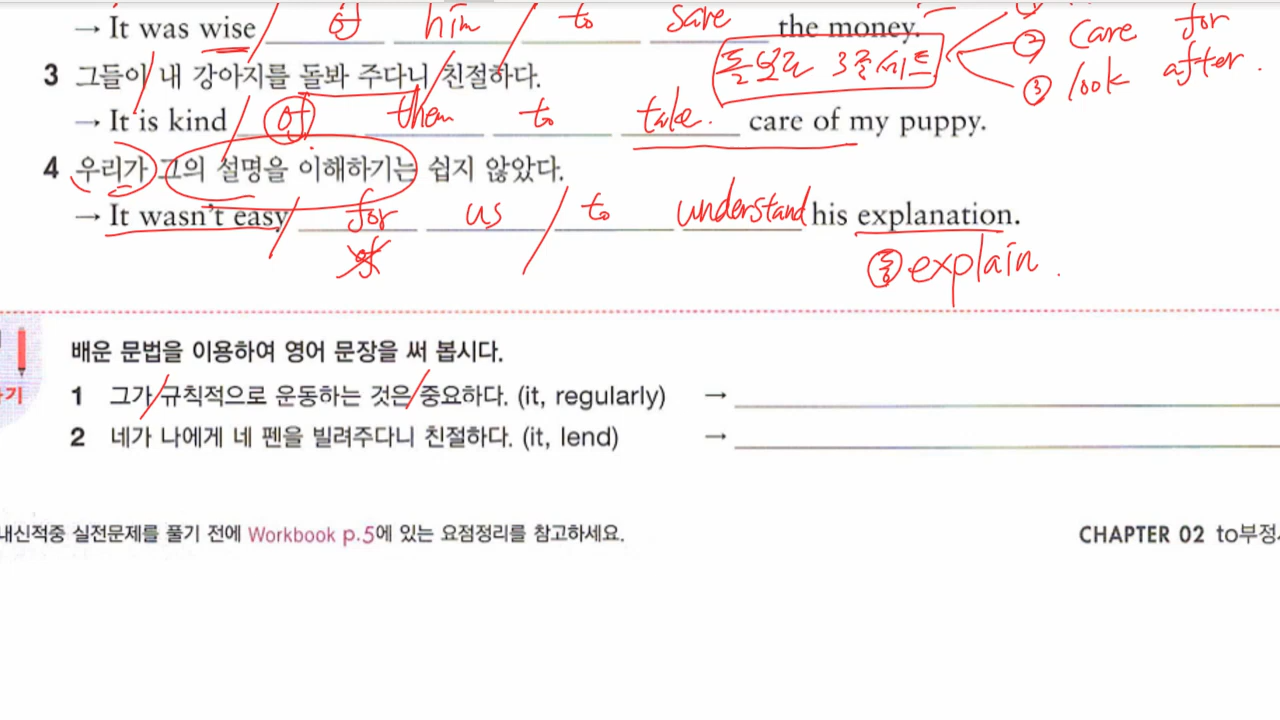 → It was wise of him to save the money.
② care for
3 그들이 내 강아지를 돌봐 주다니 친절하다.
돌보다 3종세트
③ look after.
→ It is kind of them to take care of my puppy.
4 우리가 그의 설명을 이해하기는 쉽지 않았다.
→ It wasn't easy for us to understand his explanation.
of
동 explain.
배운 문법을 이용하여 영어 문장을 써 봅시다.
기
1 그가 규칙적으로 운동하는 것은 중요하다. (it, regularly) →
2 네가 나에게 네 펜을 빌려주다니 친절하다. (it, lend) →
내신적중 실전문제를 풀기 전에 Workbook p.5에 있는 요점정리를 참고하세요.
CHAPTER 02 to부정